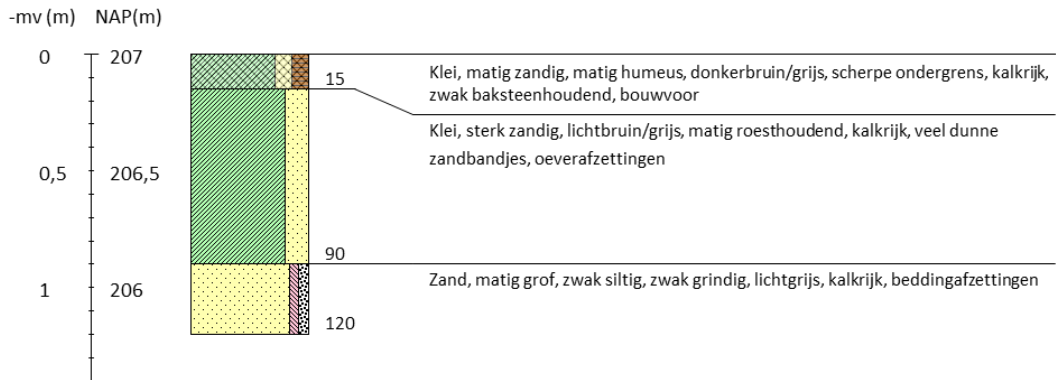 -mv (m) NAP(m)
0 207
15
Klei, matig zandig, matig humeus, donkerbruin/grijs, scherpe ondergrens, kalkrijk,
zwak baksteenhoudend, bouwvoor
Klei, sterk zandig, lichtbruin/grijs, matig roesthoudend, kalkrijk, veel dunne
zandbandjes, oeverafzettingen
0,5 206,5
90
Zand, matig grof, zwak siltig, zwak grindig, lichtgrijs, kalkrijk, beddingafzettingen
1 206
120